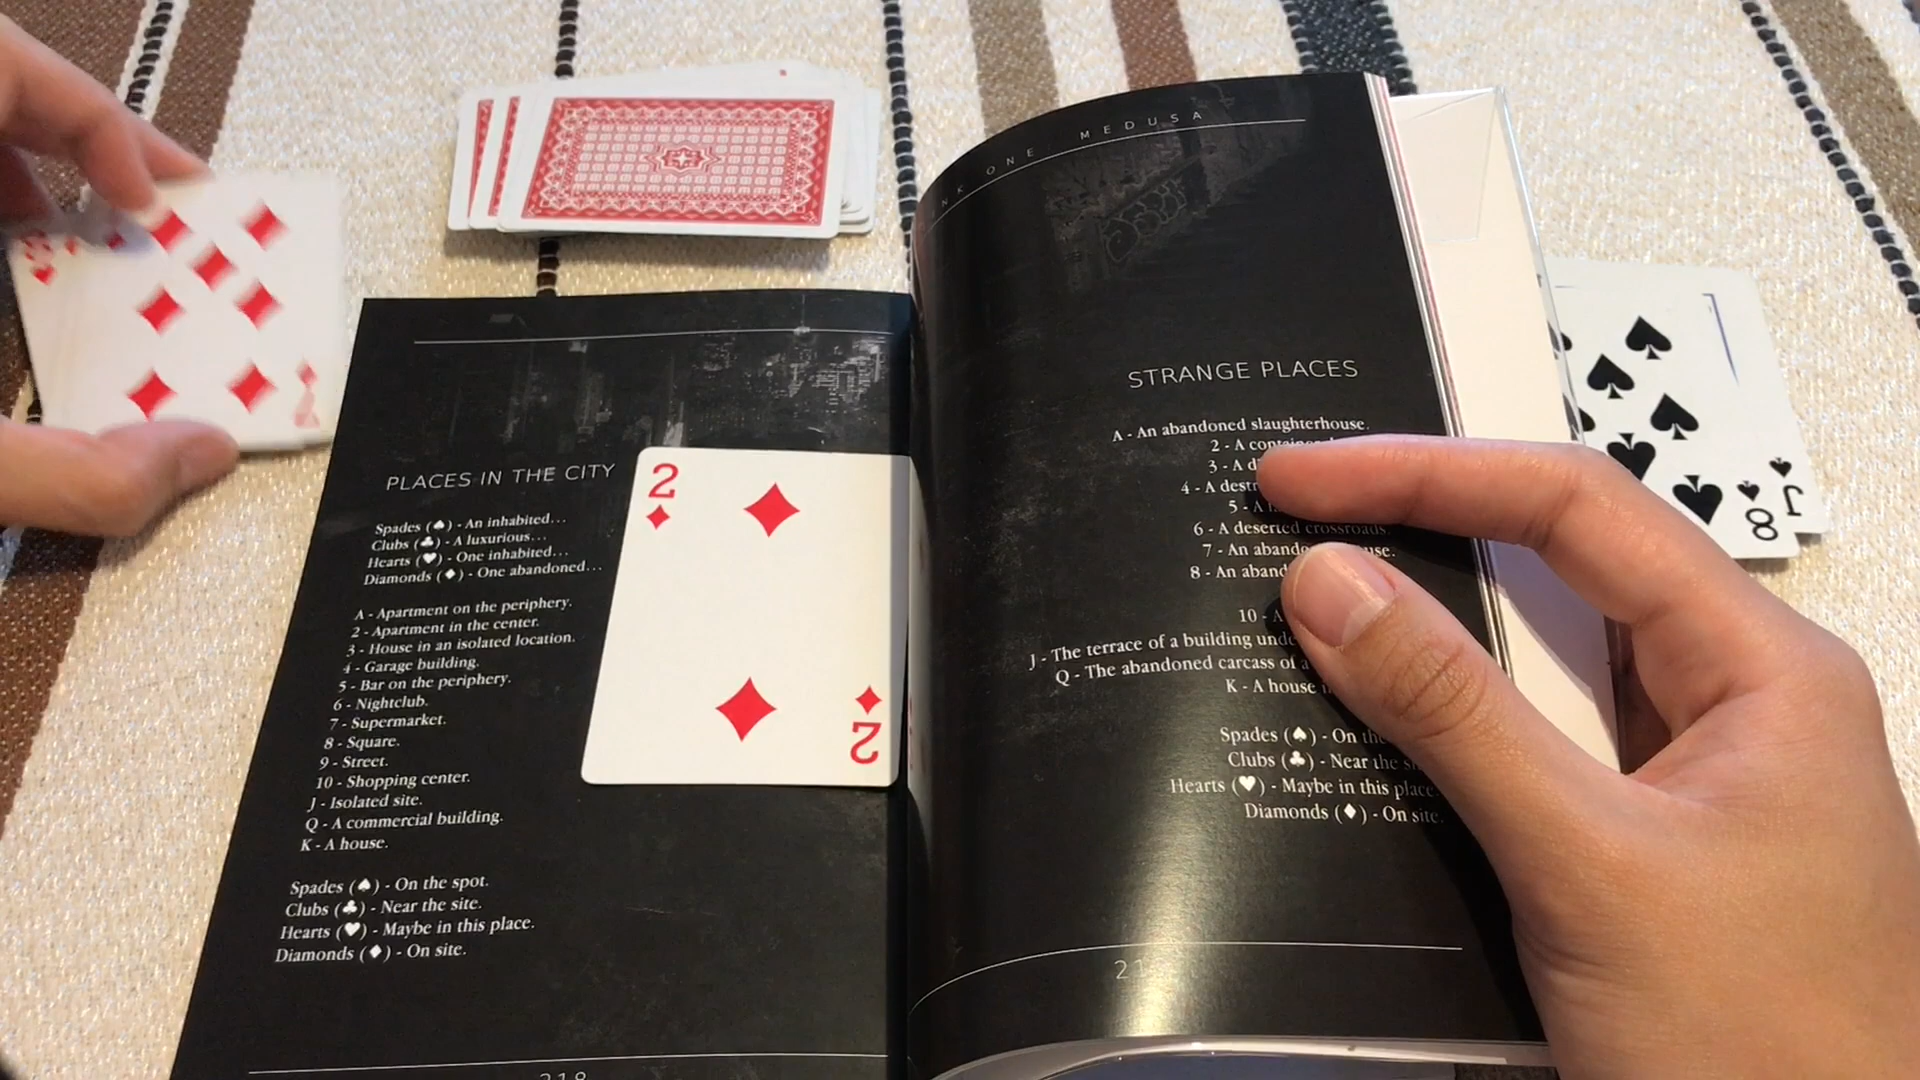 PLACES IN THE CITY
Spades (♠) - An inhabited...
Clubs (♣) - A luxurious...
Hearts (♥) - One inhabited...
Diamonds (♦) - One abandoned...
A - Apartment on the periphery.
2 - Apartment in the center.
3 - House in an isolated location.
4 - Garage building.
5 - Bar on the periphery.
6 - Nightclub.
7 - Supermarket.
8 - Square.
9 - Street.
10 - Shopping center.
J - Isolated site.
Q - A commercial building.
K - A house.
Spades (♠) - On the spot.
Clubs (♣) - Near the site.
Hearts (♥) - Maybe in this place.
Diamonds (♦) - On site.
218
2
2
ONE MEDUSA
STRANGE PLACES
A - An abandoned slaughterhouse.
2 - A
3 - A
4 - A
5 - A
6 - A deserted crossroads.
7 - An
8 - An
10 - A
J - The terrace of a building
Q - The abandoned carcass of a
K - A house
Spades (♠) - On the
Clubs (♣) - Near the
Hearts (♥) - Maybe in this place.
Diamonds (♦) - On site.
8
J